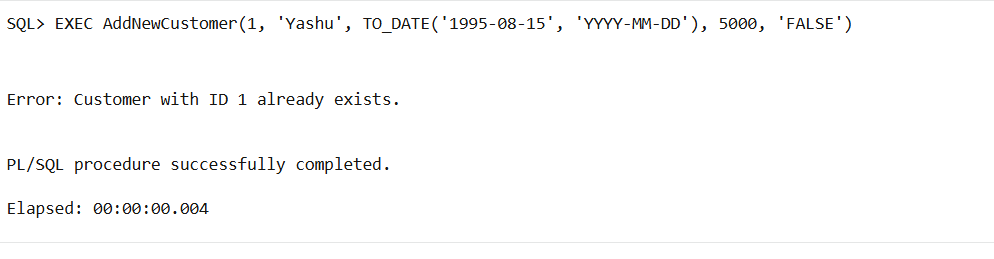 SQL> EXEC AddNewCustomer(1, 'Yashu', TO_DATE('1995-08-15', 'YYYY-MM-DD'), 5000, 'FALSE')
Error: Customer with ID 1 already exists.
PL/SQL procedure successfully completed.
Elapsed: 00:00:00.004